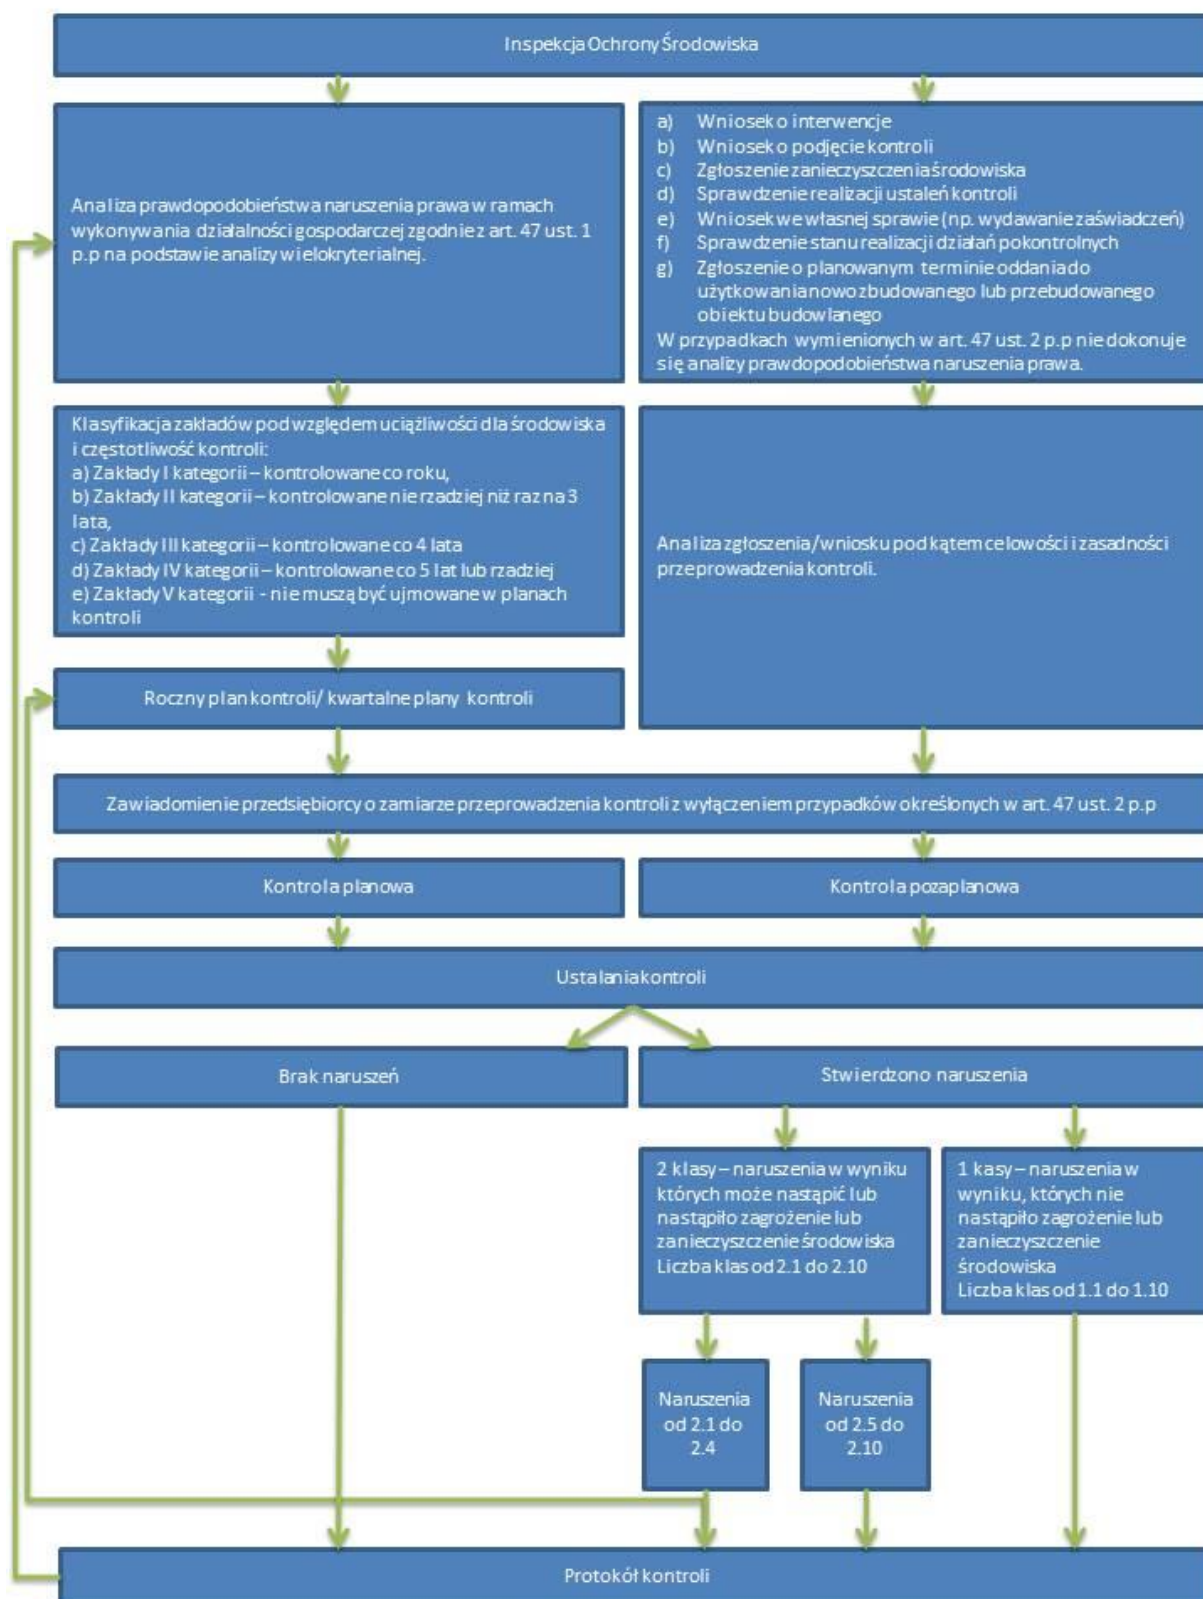 Inspekcja Ochrony Środowiska
Analiza prawdopodobieństwa naruszenia prawa w ramach
wykonywania działalności gospodarczej zgodnie z art. 47 ust. 1
p.p na podstawie analizy wielokryterialnej.
a) Wniosek o interwencje
b) Wniosek o podjęcie kontroli
c) Zgłoszenie zanieczyszczenia środowiska
d) Sprawdzenie realizacji ustaleń kontroli
e) Wniosek we własnej sprawie (np. wydawanie zaświadczeń)
f) Sprawdzenie stanu realizacji działań pokontrolnych
g) Zgłoszenie o planowanym terminie oddania do
użytkowania nowo zbudowanego lub przebudowanego
obiektu budowlanego
W przypadkach wymienionych w art. 47 ust. 2 p.p nie dokonuje
się analizy prawdopodobieństwa naruszenia prawa.
Klasyfikacja zakładów pod względem uciążliwości dla środowiska
i częstotliwość kontroli:
a) Zakłady I kategorii – kontrolowane co roku,
b) Zakłady II kategorii – kontrolowane nie rzadziej niż raz na 3
lata,
c) Zakłady III kategorii – kontrolowane co 4 lata
d) Zakłady IV kategorii – kontrolowane co 5 lat lub rzadziej
e) Zakłady V kategorii - nie muszą być ujmowane w planach
kontroli
Analiza zgłoszenia/wniosku pod kątem celowości i zasadności
przeprowadzenia kontroli.
Roczny plan kontroli/ kwartalne plany kontroli
Zawiadomienie przedsiębiorcy o zamiarze przeprowadzenia kontroli z wyłączeniem przypadków określonych w art. 47 ust. 2 p.p
Kontrola planowa
Kontrola pozaplanowa
Ustalania kontroli
Brak naruszeń
Stwierdzono naruszenia
2 klasy – naruszenia w wyniku
których może nastąpić lub
nastąpiło zagrożenie lub
zanieczyszczenie środowiska
Liczba klas od 2.1 do 2.10
1 kasy – naruszenia w
wyniku, których nie
nastąpiło zagrożenie lub
zanieczyszczenie
środowiska
Liczba klas od 1.1 do 1.10
Naruszenia
od 2.1 do
2.4
Naruszenia
od 2.5 do
2.10
Protokół kontroli